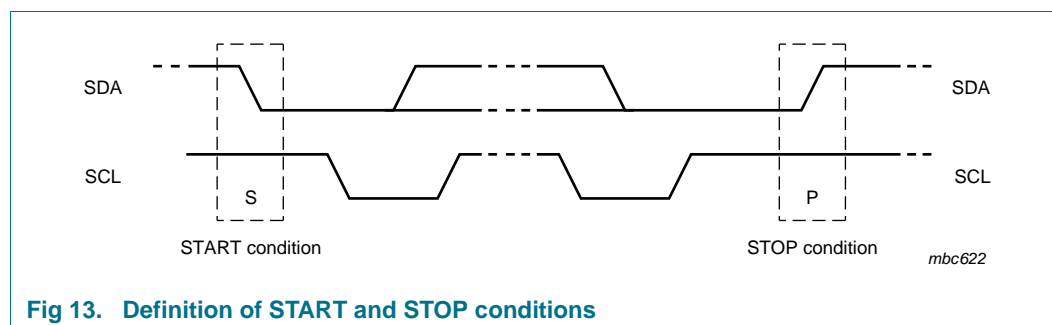 SDA
SDA
SCL
SCL
S
P
START condition
STOP condition
mbc622
Fig 13. Definition of START and STOP conditions